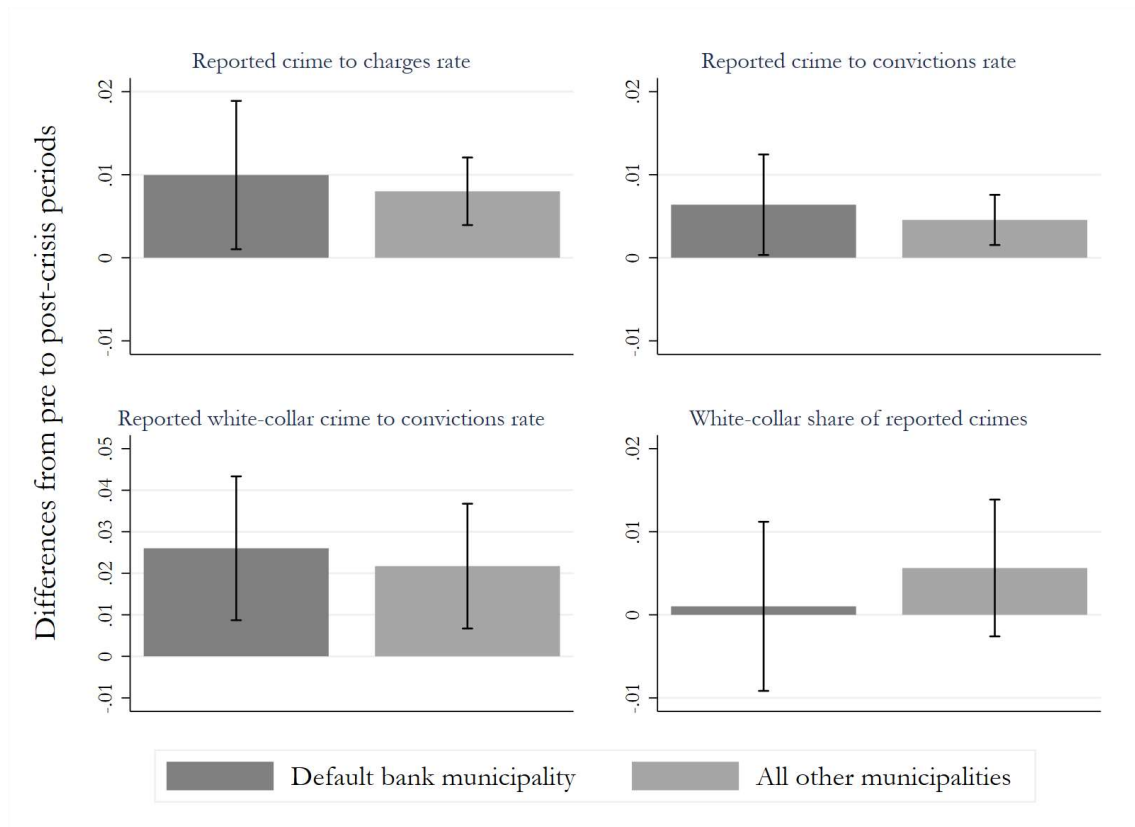 Differences from pre to post-crisis periods
Reported crime to charges rate
.02
.01
0
-.01
Reported crime to convictions rate
.02
.01
0
-.01
Reported white-collar crime to convictions rate
.05
.04
.03
.02
.01
0
-.01
White-collar share of reported crimes
.02
.01
0
-.01
Default bank municipality
All other municipalities